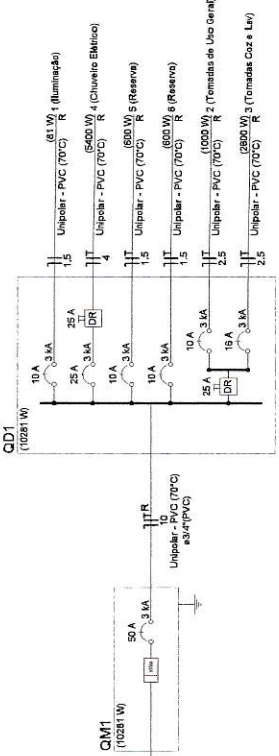 QM1
(10281 W)
kWh
50 A
3 kA
R
T
10
Unipolar - PVC (70°C)
ø3/4"(PVC)
QD1
(10281 W)
10 A
3 kA
1.5
(81 W) 1 (Iluminação)
Unipolar - PVC (70°C) R
25 A
3 kA
25 A
DR
T
4
(5400 W) 4 (Chuveiro Elétrico)
Unipolar - PVC (70°C) R
10 A
3 kA
T
1.5
(600 W) 5 (Reserva)
Unipolar - PVC (70°C) R
10 A
3 kA
T
1.5
(600 W) 6 (Reserva)
Unipolar - PVC (70°C) R
25 A
DR
10 A
3 kA
T
2.5
(1000 W) 2 (Tomadas de Uso Geral)
Unipolar - PVC (70°C) R
16 A
3 kA
T
2.5
(2600 W) 3 (Tomadas Coz e Lav)
Unipolar - PVC (70°C) R